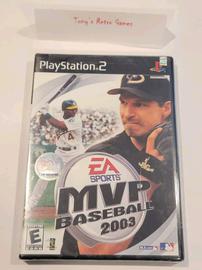 Tony's Retro Games
PlayStation 2
EA
SPORTS
MVP
BASEBALL
2003
E